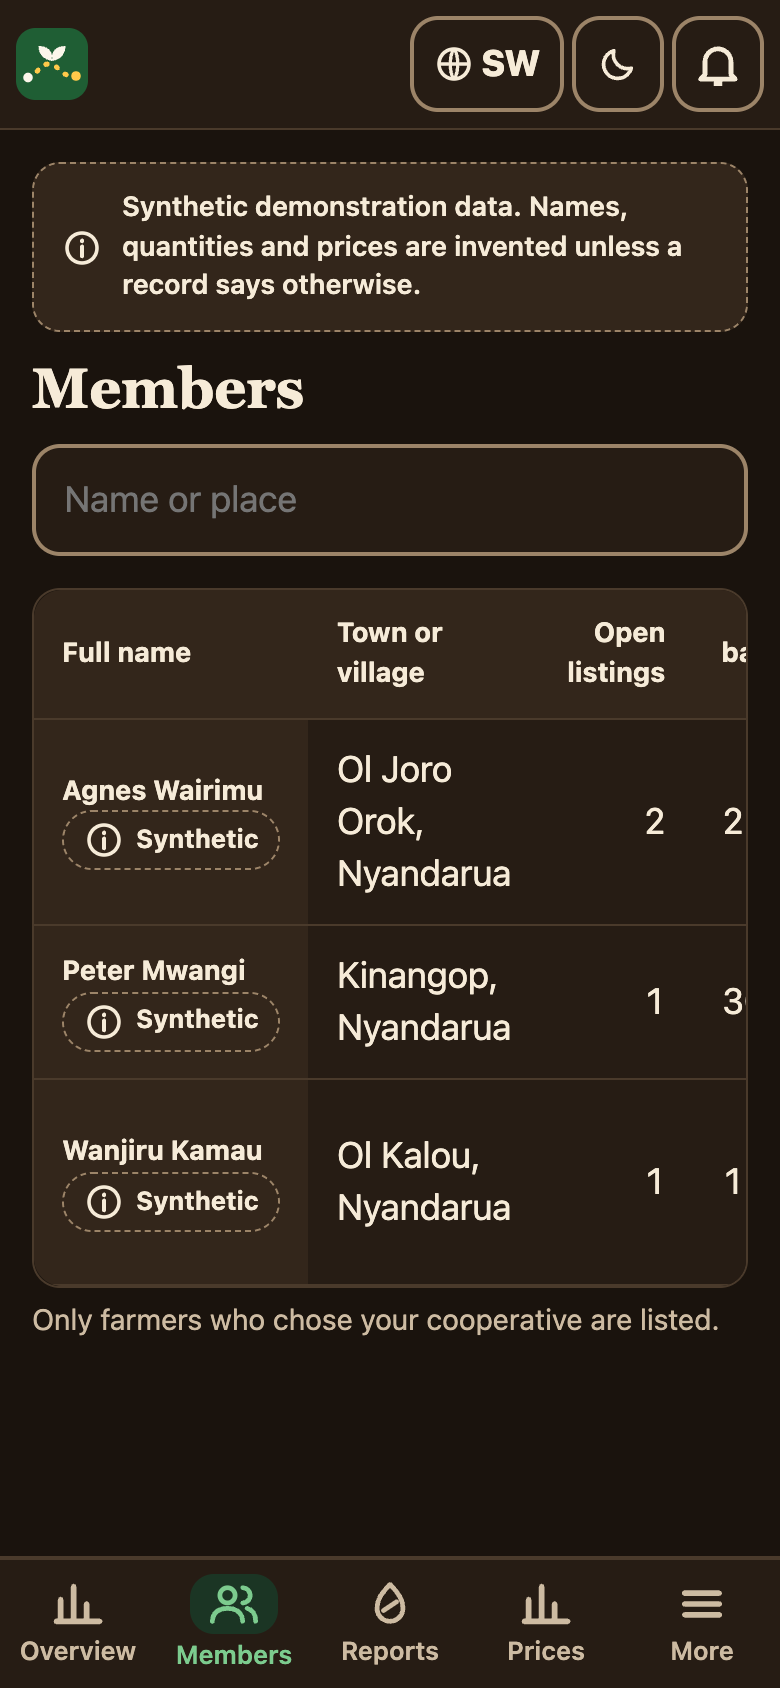 SW
Synthetic demonstration data. Names,
quantities and prices are invented unless a
record says otherwise.
Members
Name or place
Full name
Town or
village
Open
listings
Agnes Wairimu
Synthetic
Ol Joro
Orok,
Nyandarua
2
2
Peter Mwangi
Synthetic
Kinangop,
Nyandarua
1
Wanjiru Kamau
Synthetic
Ol Kalou,
Nyandarua
1
1
Only farmers who chose your cooperative are listed.
Overview
Members
Reports
Prices
More